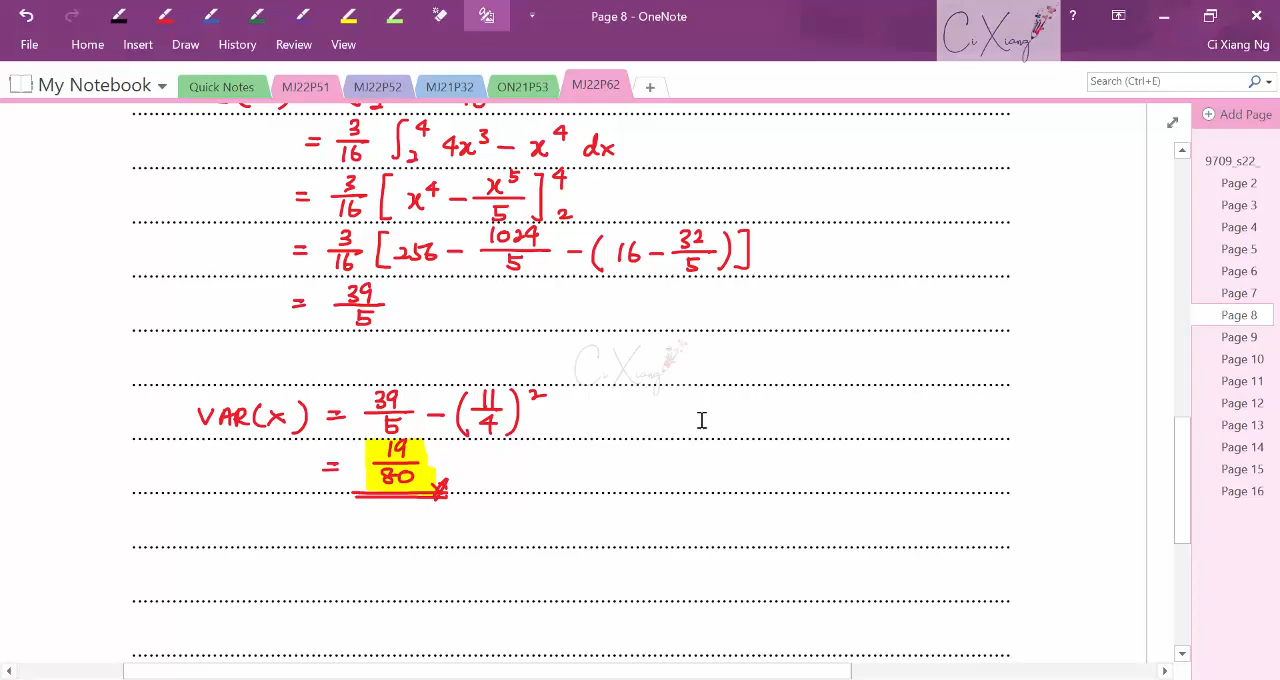 Page 8 - OneNote
Ci Xiang
?
File Home Insert Draw History Review View
Ci Xiang Ng
My Notebook Quick Notes MJ22P51 MJ22P52 MJ21P32 ON21P53 MJ22P62
Search (Ctrl+E)
Add Page
9709_s22_
Page 2
Page 3
Page 4
Page 5
Page 6
Page 7
Page 8
Page 9
Page 10
Page 11
Page 12
Page 13
Page 14
Page 15
Page 16
= 3/16 ∫₂⁴ 4x³ − x⁴ dx
= 3/16 [x⁴ − x⁵/5]₂⁴
= 3/16 [256 − 1024/5 − (16 − 32/5)]
= 39/5
Ci Xiang
VAR(X) = 39/5 − (11/4)²
= 19/80